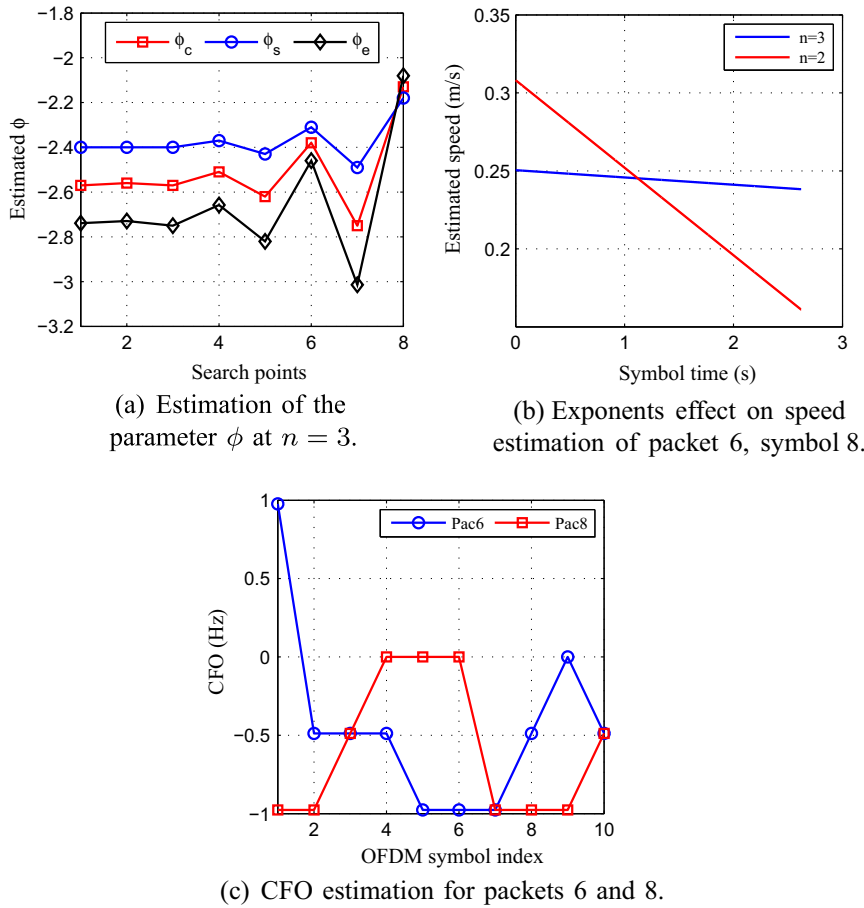 −2
−2.2
−2.4
−2.6
−2.8
−3
−3.2
2 4 6 8
Estimated ϕ
Search points
ϕc ϕs ϕe
(a) Estimation of the
parameter ϕ at n = 3.
0.35
0.3
0.25
0.2
0 1 2 3
Estimated speed (m/s)
Symbol time (s)
n=3
n=2
(b) Exponents effect on speed
estimation of packet 6, symbol 8.
1
0.5
0
−0.5
−1
2 4 6 8 10
CFO (Hz)
OFDM symbol index
Pac6 Pac8
(c) CFO estimation for packets 6 and 8.